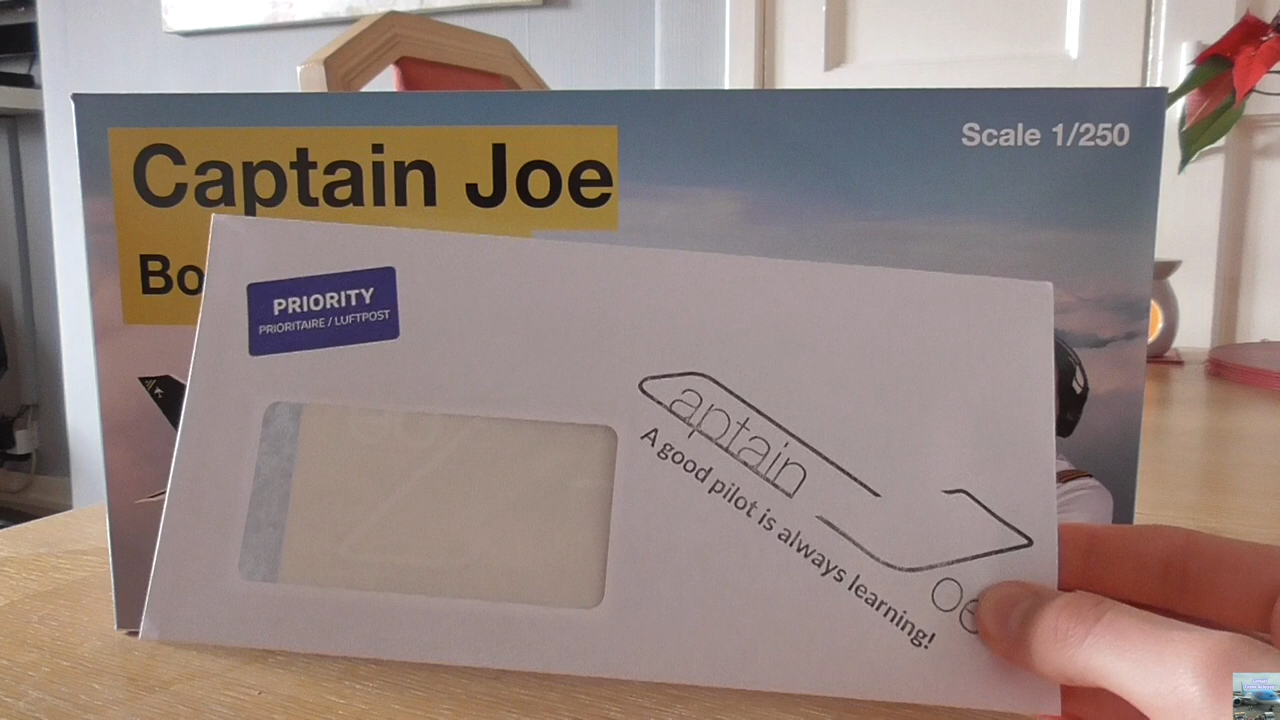 Captain Joe
Scale 1/250
Bo
PRIORITY
PRIORITAIRE / LUFTPOST
aptain
A good pilot is always learning!
oe